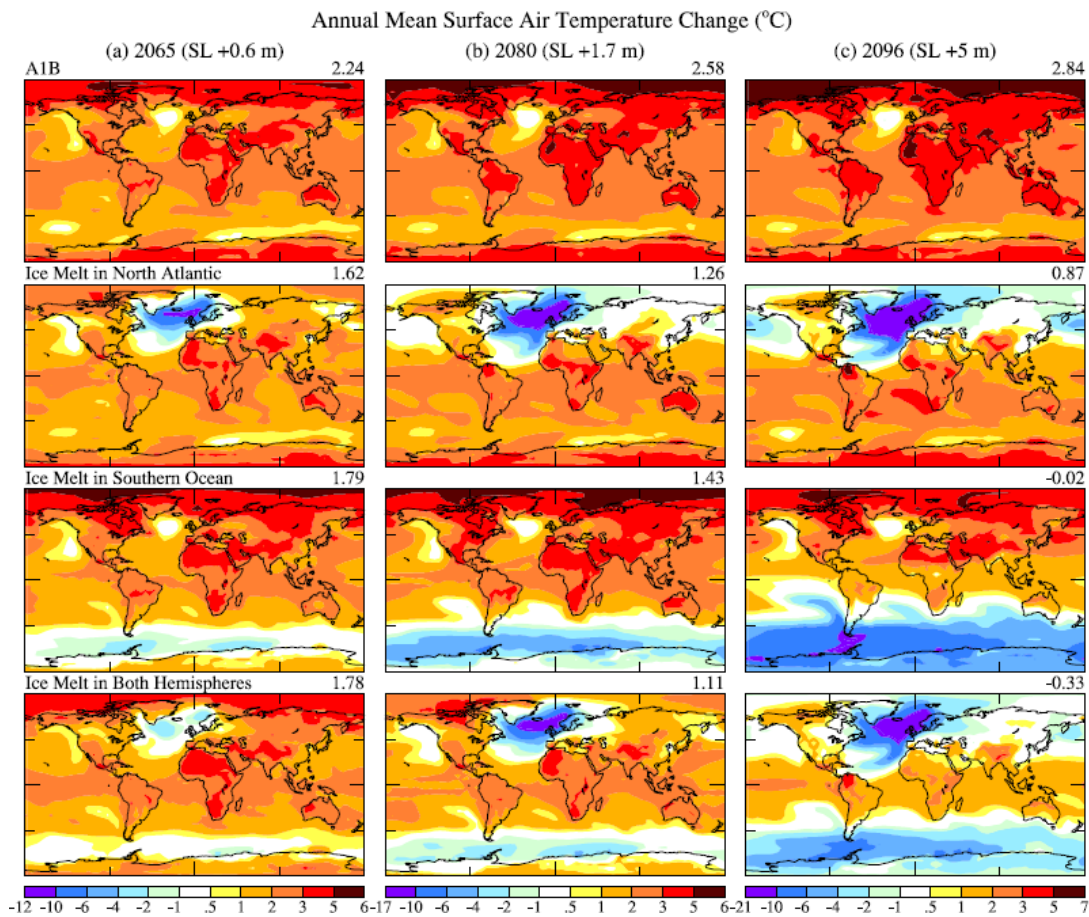 Annual Mean Surface Air Temperature Change (°C)
(a) 2065 (SL +0.6 m) (b) 2080 (SL +1.7 m) (c) 2096 (SL +5 m)
A1B 2.24 2.58 2.84
Ice Melt in North Atlantic 1.62 1.26 0.87
Ice Melt in Southern Ocean 1.79 1.43 -0.02
Ice Melt in Both Hemispheres 1.78 1.11 -0.33
-12 -10 -6 -4 -2 -1 .5 1 2 3 5 6 -17 -10 -6 -4 -2 -1 .5 1 2 3 5 6 -21 -10 -6 -4 -2 -1 .5 1 2 3 5 7